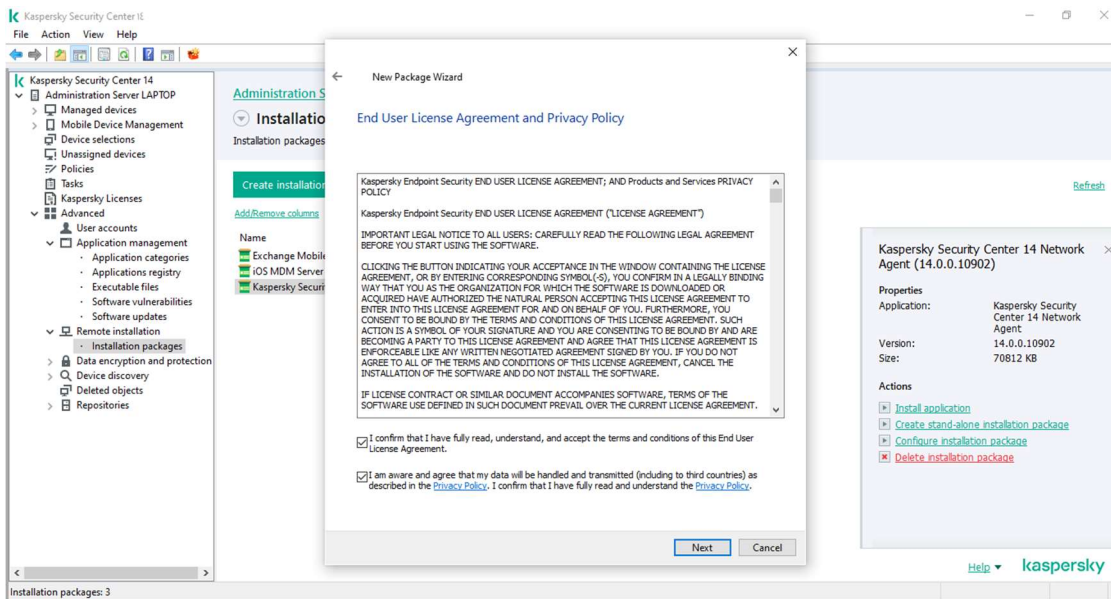 Kaspersky Security Center 14
File Action View Help
Kaspersky Security Center 14
Administration Server LAPTOP
Managed devices
Mobile Device Management
Device selections
Unassigned devices
Policies
Tasks
Kaspersky Licenses
Advanced
User accounts
Application management
Application categories
Applications registry
Executable files
Software vulnerabilities
Software updates
Remote installation
Installation packages
Data encryption and protection
Device discovery
Deleted objects
Repositories
Administration S
Installatio
Installation packages
Create installation
Add/Remove columns
Name
Exchange Mobile
iOS MDM Server
Kaspersky Securi
New Package Wizard
End User License Agreement and Privacy Policy
Kaspersky Endpoint Security END USER LICENSE AGREEMENT; AND Products and Services PRIVACY
POLICY
Kaspersky Endpoint Security END USER LICENSE AGREEMENT ("LICENSE AGREEMENT")
IMPORTANT LEGAL NOTICE TO ALL USERS: CAREFULLY READ THE FOLLOWING LEGAL AGREEMENT
BEFORE YOU START USING THE SOFTWARE.
CLICKING THE BUTTON INDICATING YOUR ACCEPTANCE IN THE WINDOW CONTAINING THE LICENSE
AGREEMENT, OR BY ENTERING CORRESPONDING SYMBOL(-S), YOU CONFIRM IN A LEGALLY BINDING
WAY THAT YOU AS THE ORGANIZATION FOR WHICH THE SOFTWARE IS DOWNLOADED OR
ACQUIRED HAVE AUTHORIZED THE NATURAL PERSON ACCEPTING THIS LICENSE AGREEMENT TO
ENTER INTO THIS LICENSE AGREEMENT FOR AND ON BEHALF OF YOU. FURTHERMORE, YOU
CONSENT TO BE BOUND BY THE TERMS AND CONDITIONS OF THIS LICENSE AGREEMENT. SUCH
ACTION IS A SYMBOL OF YOUR SIGNATURE AND YOU ARE CONSENTING TO BE BOUND BY AND ARE
BECOMING A PARTY TO THIS LICENSE AGREEMENT AND AGREE THAT THIS LICENSE AGREEMENT IS
ENFORCEABLE LIKE ANY WRITTEN NEGOTIATED AGREEMENT SIGNED BY YOU. IF YOU DO NOT
AGREE TO ALL OF THE TERMS AND CONDITIONS OF THIS LICENSE AGREEMENT, CANCEL THE
INSTALLATION OF THE SOFTWARE AND DO NOT INSTALL THE SOFTWARE.
IF LICENSE CONTRACT OR SIMILAR DOCUMENT ACCOMPANIES SOFTWARE, TERMS OF THE
SOFTWARE USE DEFINED IN SUCH DOCUMENT PREVAIL OVER THE CURRENT LICENSE AGREEMENT.
I confirm that I have fully read, understand, and accept the terms and conditions of this End User
License Agreement.
I am aware and agree that my data will be handled and transmitted (including to third countries) as
described in the Privacy Policy. I confirm that I have fully read and understand the Privacy Policy.
Next Cancel
Refresh
Kaspersky Security Center 14 Network
Agent (14.0.0.10902)
Properties
Application: Kaspersky Security
Center 14 Network
Agent
Version: 14.0.0.10902
Size: 70812 KB
Actions
Install application
Create stand-alone installation package
Configure installation package
Delete installation package
Help kaspersky
Installation packages: 3